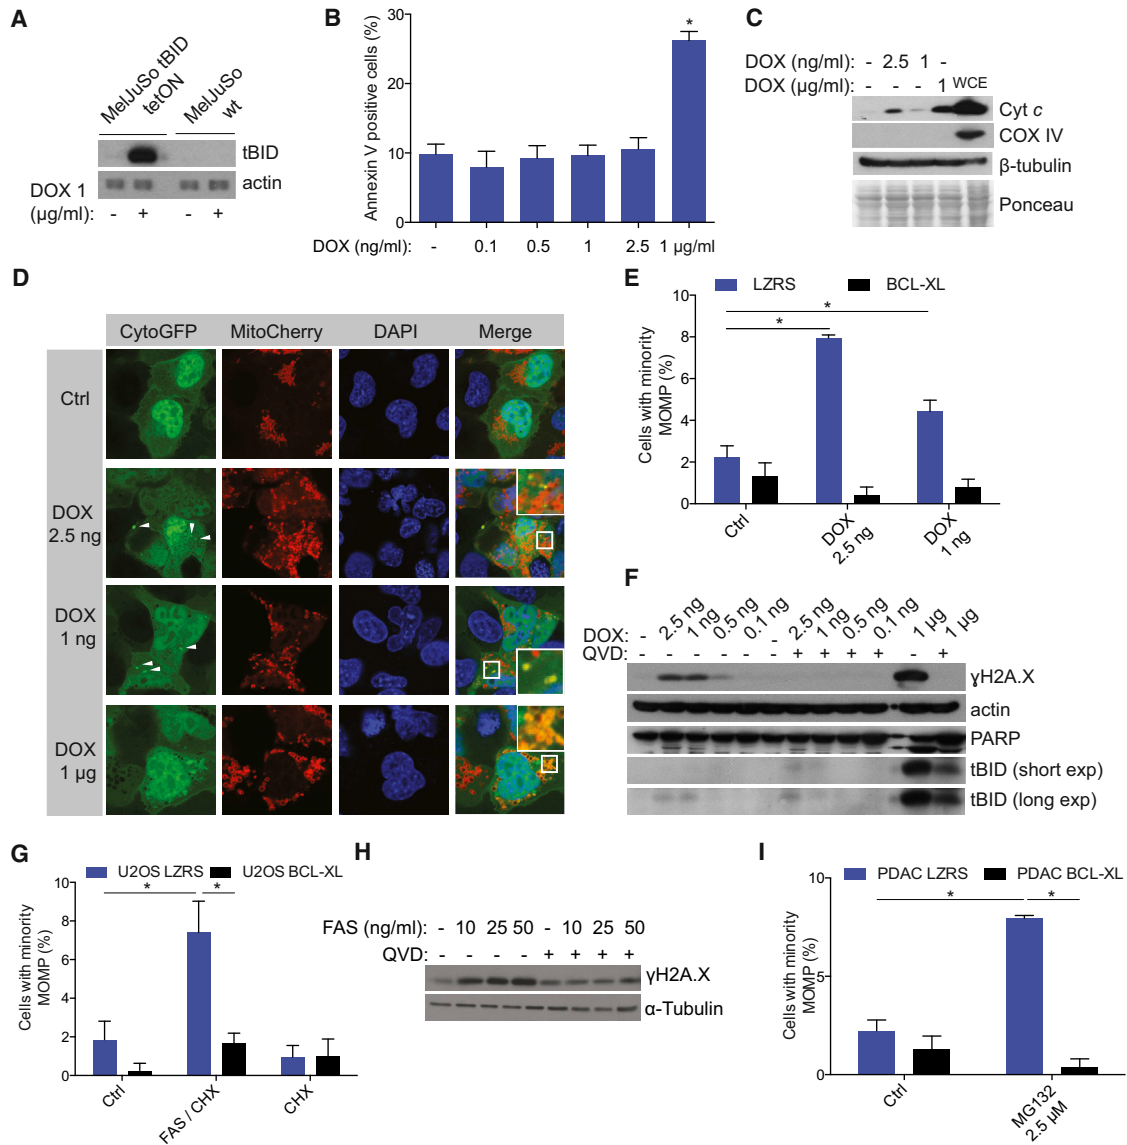 A
MelJuSo tBID
tetON
MelJuSo
wt
tBID
actin
DOX 1
(μg/ml):
- + - +
B
Annexin V positive cells (%)
30
20
10
0
*
DOX (ng/ml): - 0.1 0.5 1 2.5 1 μg/ml
C
DOX (ng/ml): - 2.5 1 -
DOX (μg/ml): - - - 1 WCE
Cyt c
COX IV
β-tubulin
Ponceau
D
CytoGFP MitoCherry DAPI Merge
Ctrl
DOX
2.5 ng
DOX
1 ng
DOX
1 μg
E
LZRS BCL-XL
Cells with minority
MOMP (%)
10
8
6
4
2
0
*
*
Ctrl
DOX
2.5 ng
DOX
1 ng
F
DOX: - 2.5 ng 1 ng 0.5 ng 0.1 ng - 2.5 ng 1 ng 0.5 ng 0.1 ng 1 μg 1 μg
QVD: - - - - - - + + + + - +
ɣH2A.X
actin
PARP
tBID (short exp)
tBID (long exp)
G
U2OS LZRS U2OS BCL-XL
Cells with minority
MOMP (%)
10
8
6
4
2
0
* *
Ctrl
FAS / CHX
CHX
H
FAS (ng/ml): - 10 25 50 - 10 25 50
QVD: - - - - + + + +
γH2A.X
α-Tubulin
I
PDAC LZRS PDAC BCL-XL
Cells with minority
MOMP (%)
10
5
0
* *
Ctrl
MG132
2.5 μM